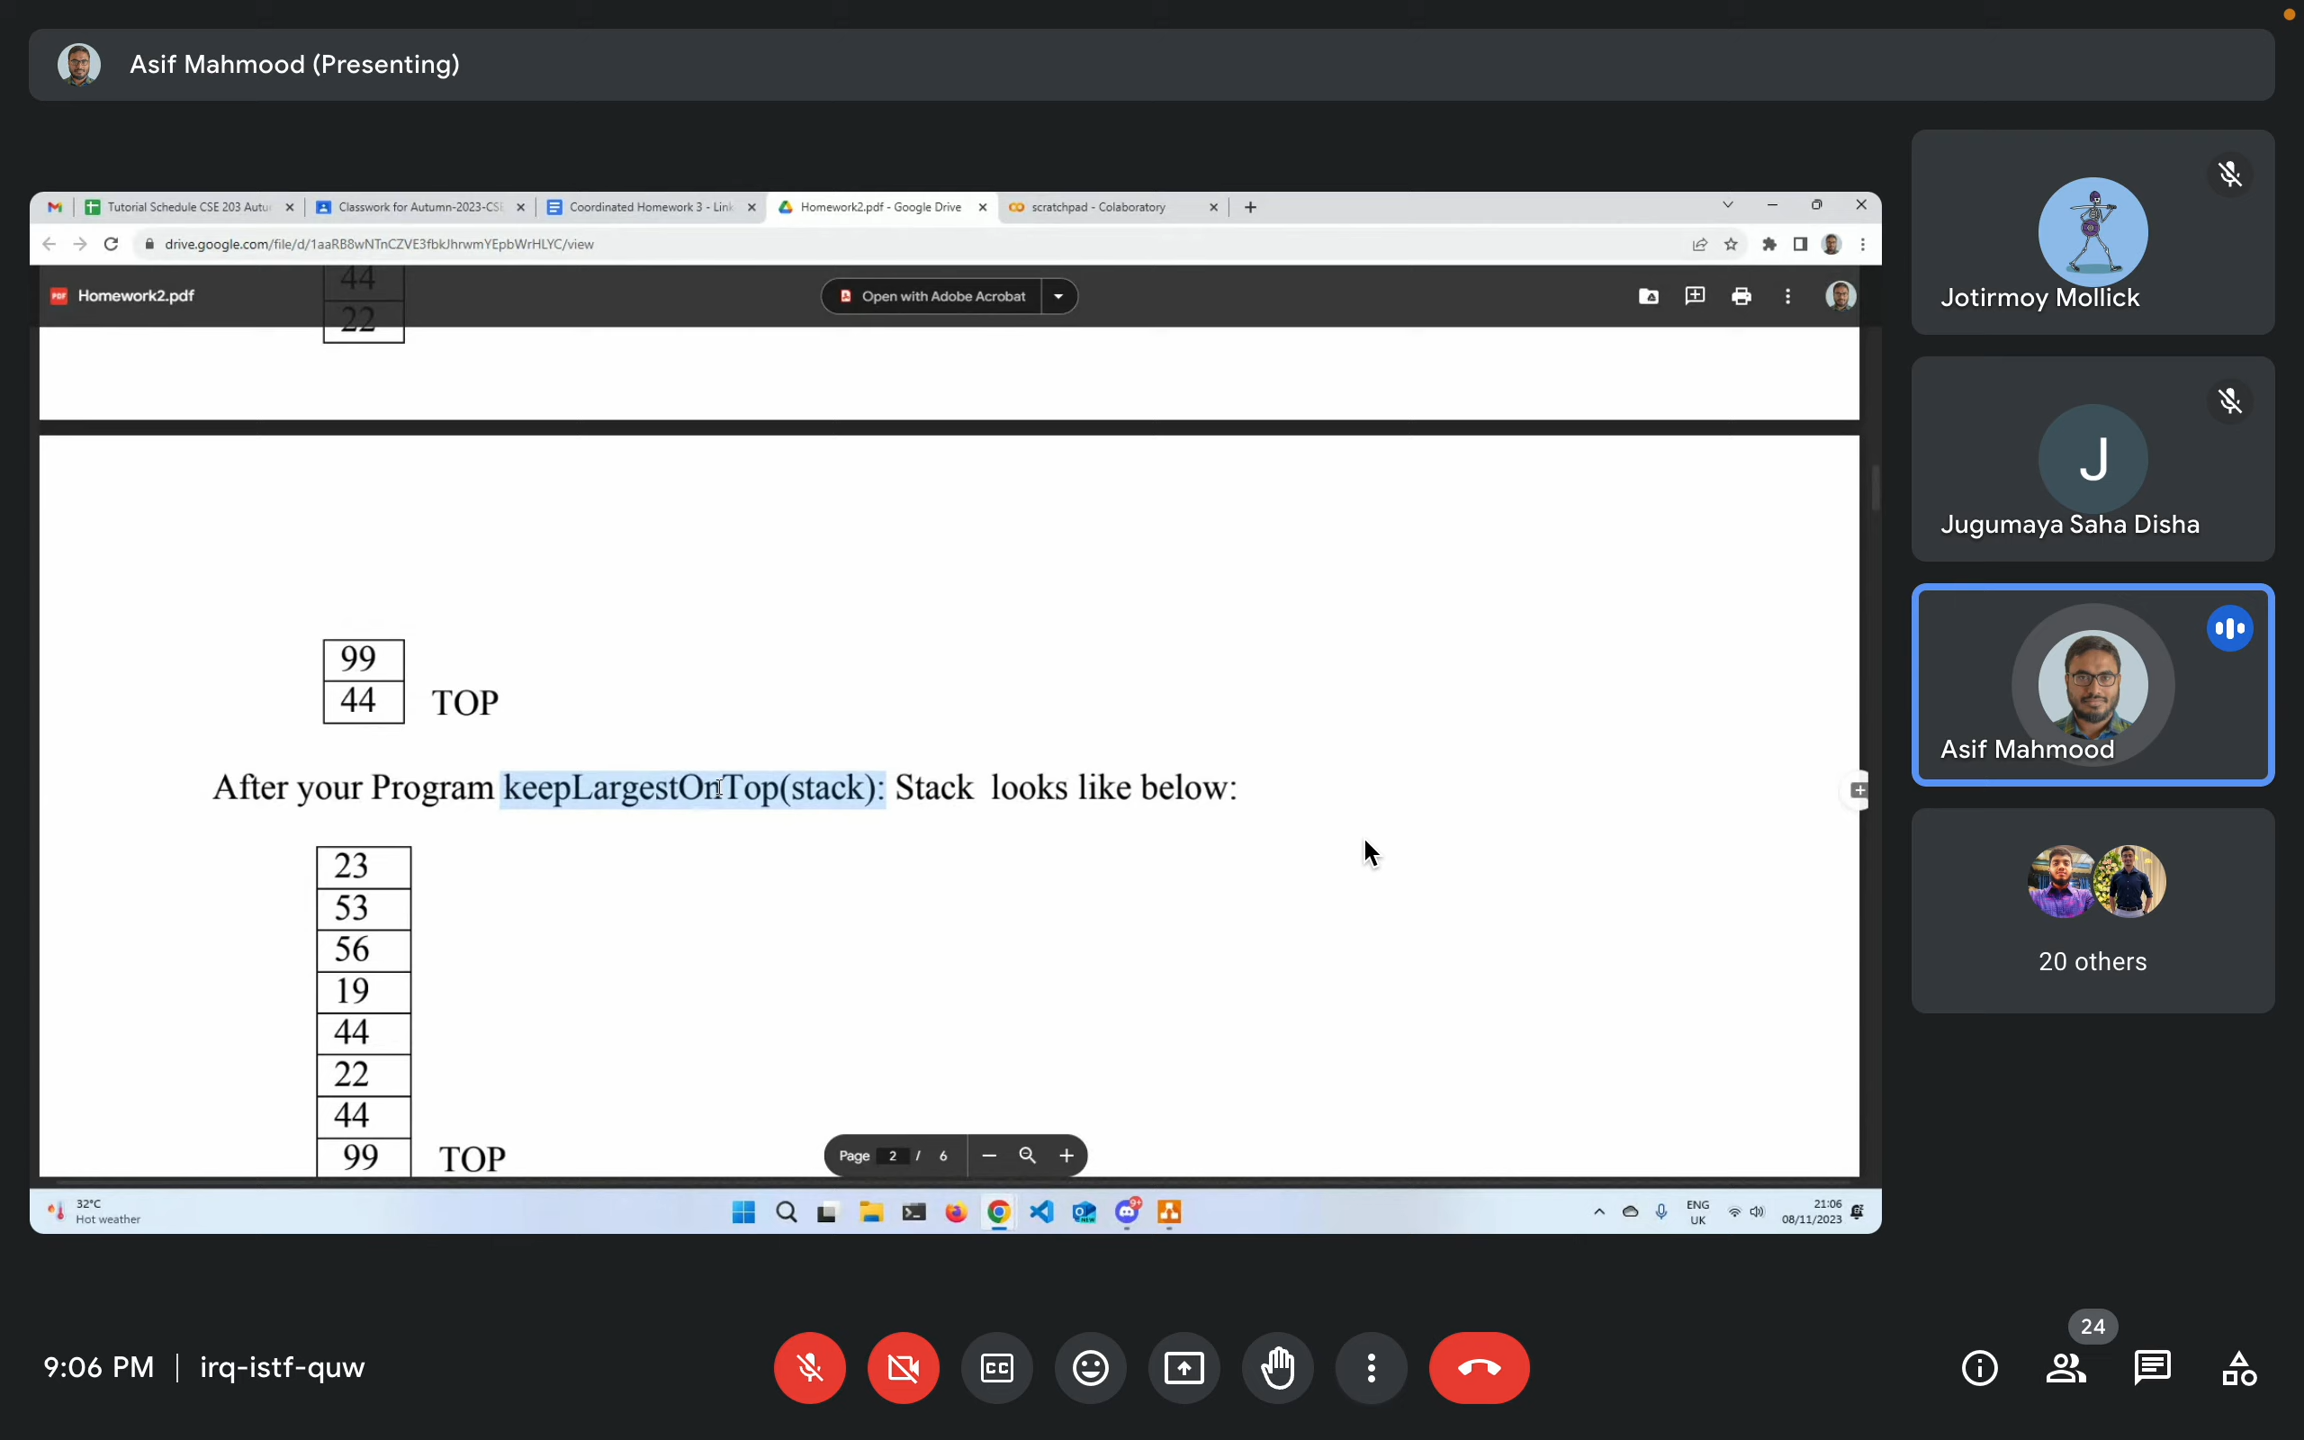 Asif Mahmood (Presenting)
Tutorial Schedule CSE 203 Autu
Classwork for Autumn-2023-CS
Coordinated Homework 3 - Link
Homework2.pdf - Google Drive
scratchpad - Colaboratory
drive.google.com/file/d/1aaRB8wNTnCZVE3fbkJhrwmYEpbWrHLYC/view
44
PDF Homework2.pdf
Open with Adobe Acrobat
22
99
44 TOP
After your Program keepLargestOnTop(stack): Stack looks like below:
23
53
56
19
44
22
44
99 TOP
Page 2 / 6
32°C
Hot weather
9+
ENG
UK
21:06
08/11/2023
Jotirmoy Mollick
J
Jugumaya Saha Disha
Asif Mahmood
20 others
9:06 PM | irq-istf-quw
CC
24